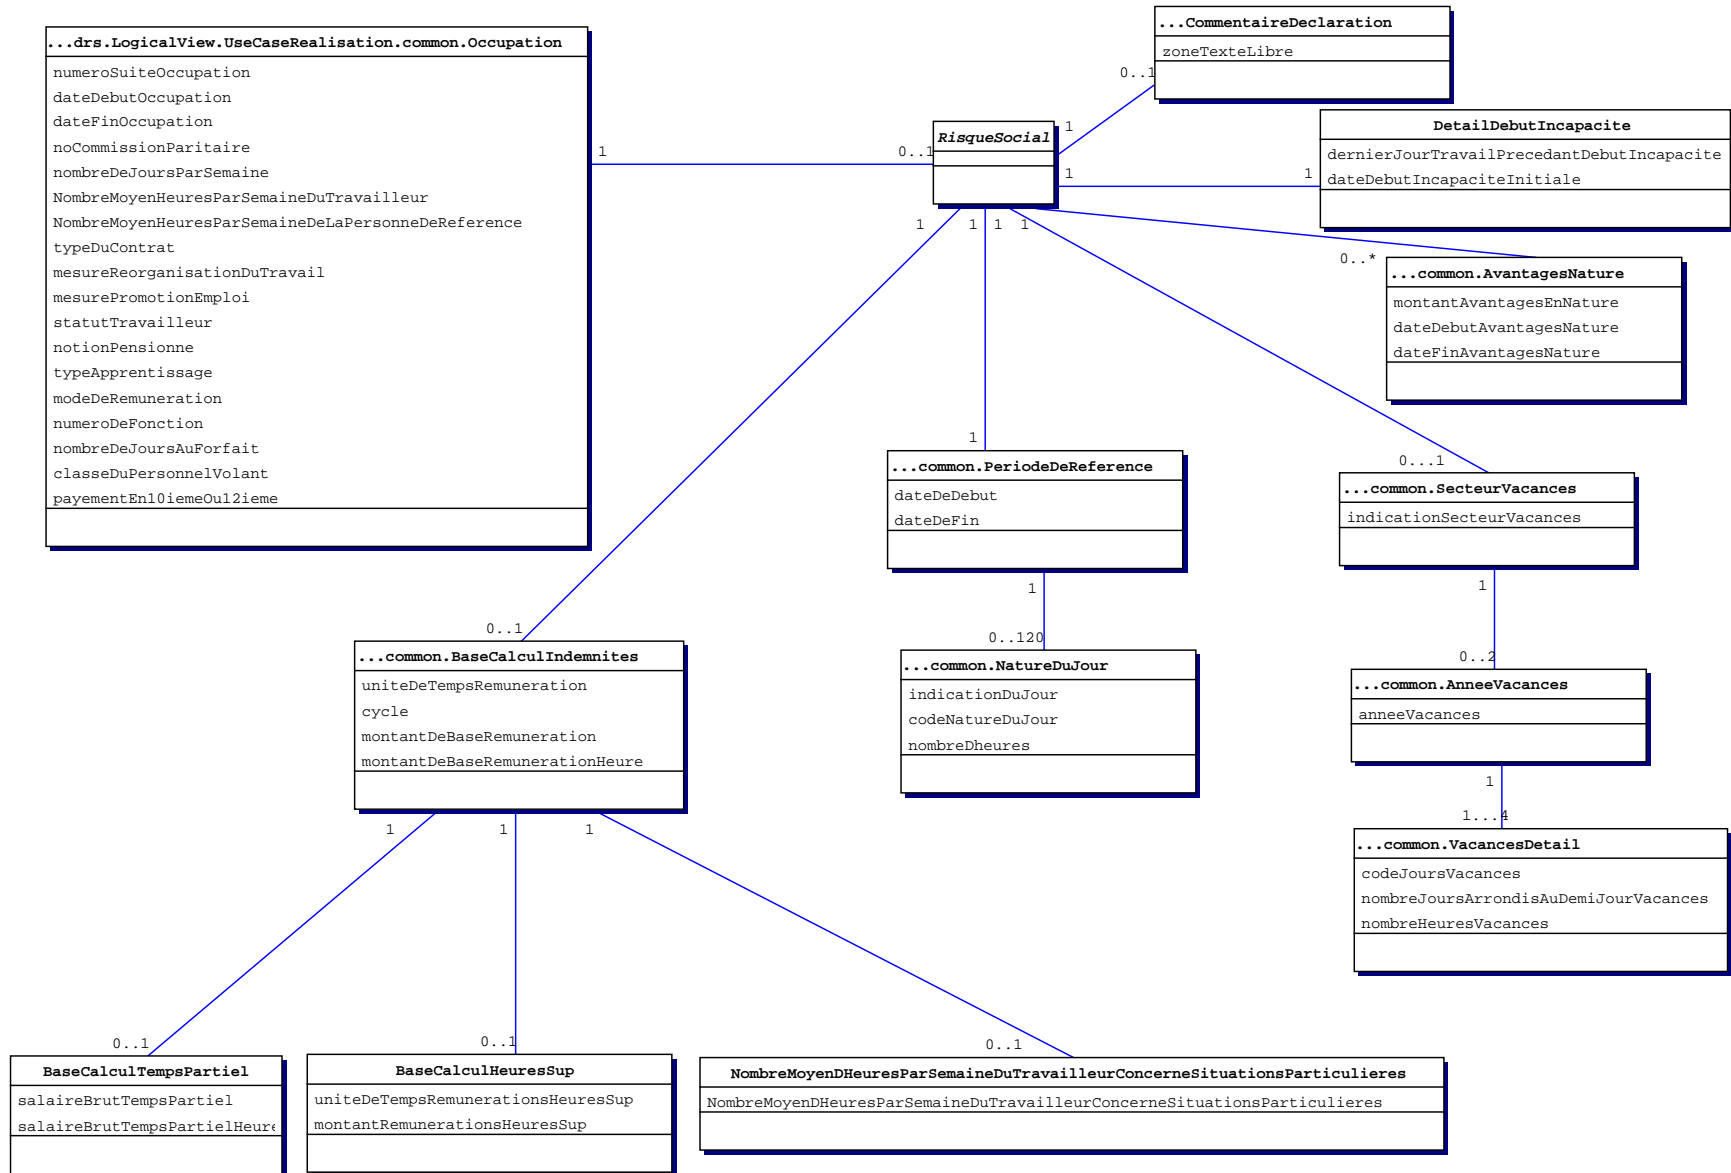 ...drs.LogicalView.UseCaseRealisation.common.Occupation
numeroSuiteOccupation
dateDebutOccupation
dateFinOccupation
noCommissionParitaire
nombreDeJoursParSemaine
NombreMoyenHeuresParSemaineDuTravailleur
NombreMoyenHeuresParSemaineDeLaPersonneDeReference
typeDuContrat
mesureReorganisationDuTravail
mesurePromotionEmploi
statutTravailleur
notionPensionne
typeApprentissage
modeDeRemuneration
numeroDeFonction
nombreDeJoursAuForfait
classeDuPersonnelVolant
payementEn10iemeOu12ieme
1
0..1
RisqueSocial
1
0..1
...CommentaireDeclaration
zoneTexteLibre
1
1
DetailDebutIncapacite
dernierJourTravailPrecedantDebutIncapacite
dateDebutIncapaciteInitiale
1
1
1
1
0..*
...common.AvantagesNature
montantAvantagesEnNature
dateDebutAvantagesNature
dateFinAvantagesNature
1
...common.PeriodeDeReference
dateDeDebut
dateDeFin
0...1
...common.SecteurVacances
indicationSecteurVacances
1
0..120
...common.NatureDuJour
indicationDuJour
codeNatureDuJour
nombreDheures
1
0..2
...common.AnneeVacances
anneeVacances
1
1...4
...common.VacancesDetail
codeJoursVacances
nombreJoursArrondisAuDemiJourVacances
nombreHeuresVacances
0..1
...common.BaseCalculIndemnites
uniteDeTempsRemuneration
cycle
montantDeBaseRemuneration
montantDeBaseRemunerationHeure
1
1
1
0..1
BaseCalculTempsPartiel
salaireBrutTempsPartiel
salaireBrutTempsPartielHeure
0..1
BaseCalculHeuresSup
uniteDeTempsRemunerationsHeuresSup
montantRemunerationsHeuresSup
0..1
NombreMoyenDHeuresParSemaineDuTravailleurConcerneSituationsParticulieres
NombreMoyenDHeuresParSemaineDuTravailleurConcerneSituationsParticulieres